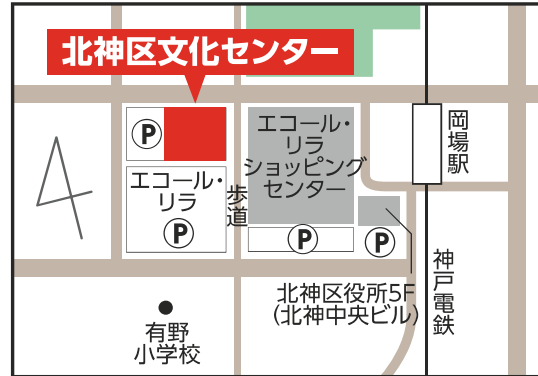 北神区文化センター
P
エコール・
リラ
P
歩道
エコール・
リラ
ショッピング
センター
P
P
岡場駅
神戸電鉄
北神区役所5F
(北神中央ビル)
有野
小学校